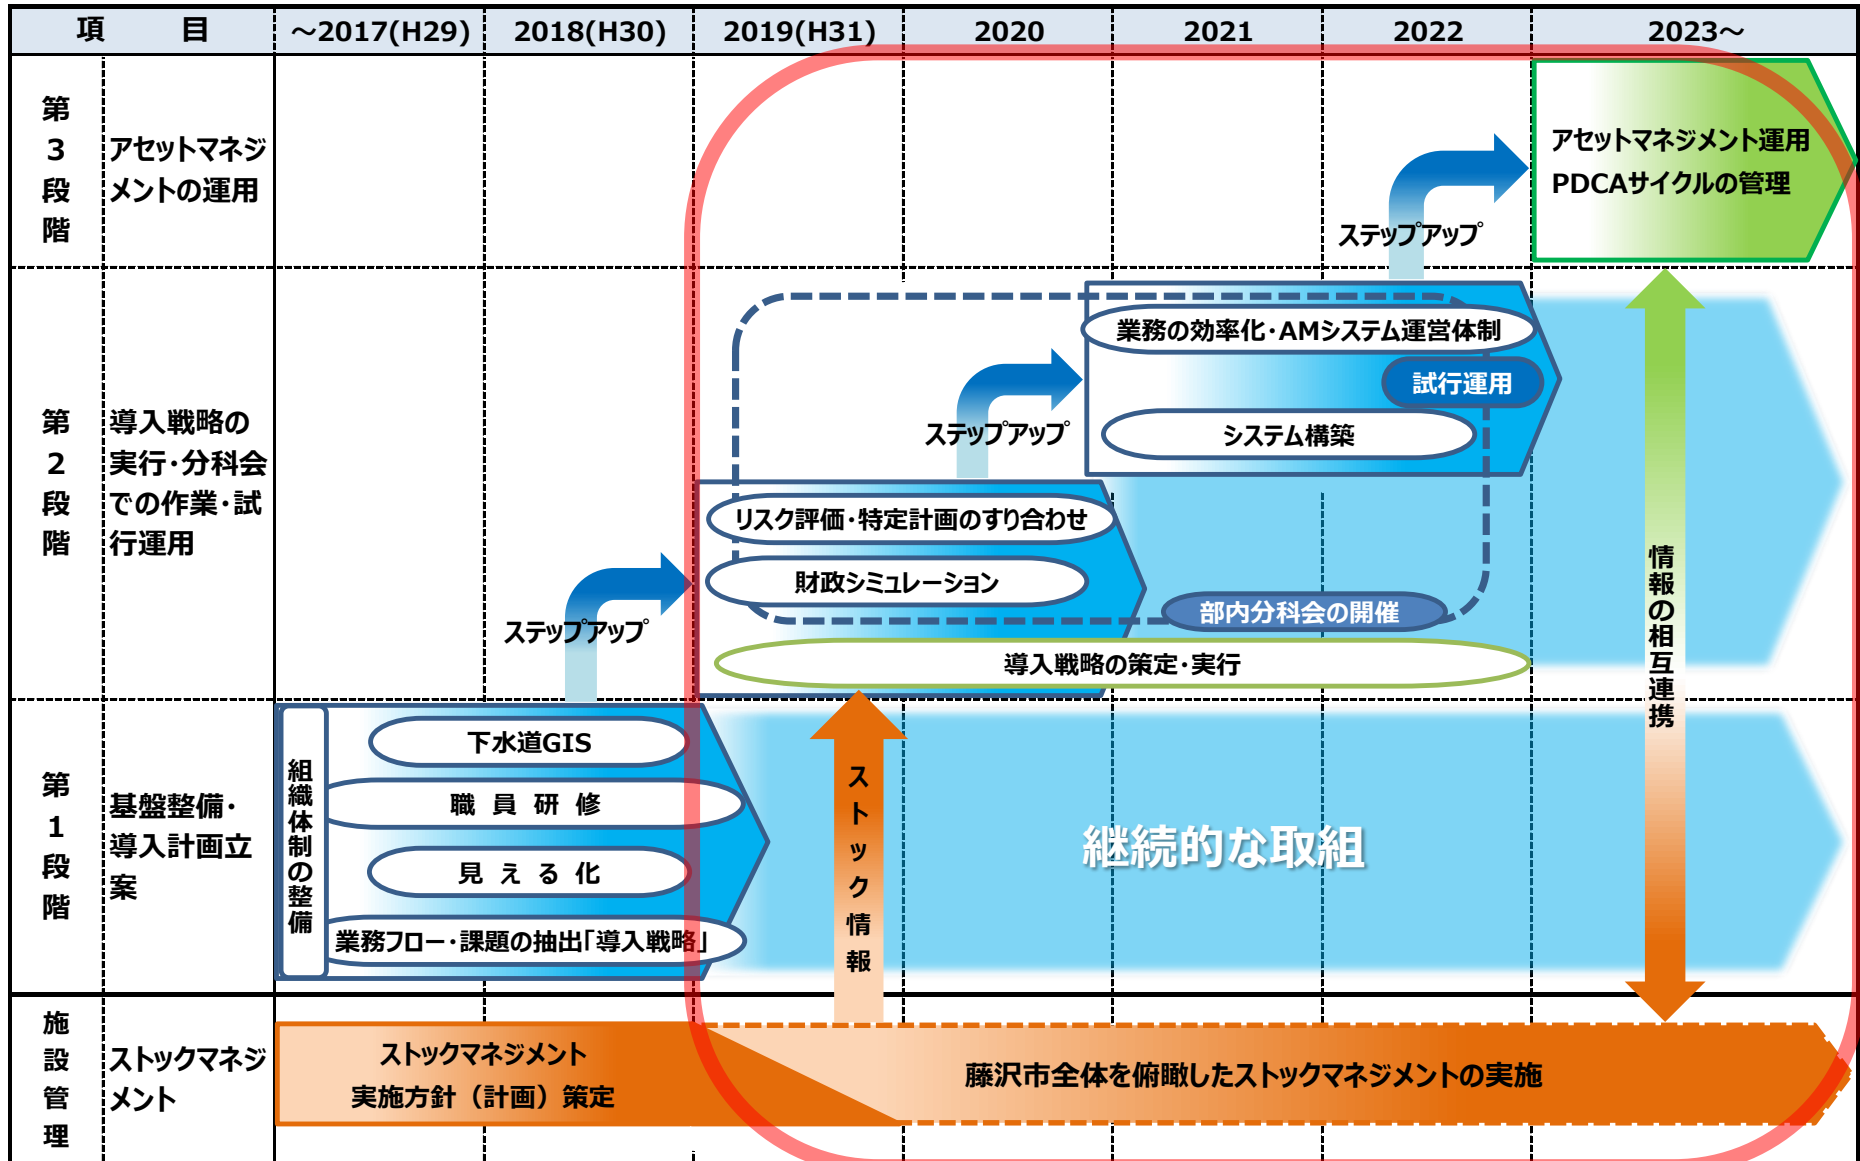 項　目
～2017(H29)
2018(H30)
2019(H31)
2020
2021
2022
2023～
第3段階
アセットマネジ
メントの運用
アセットマネジメント運用
PDCAサイクルの管理
ステップアップ
第2段階
導入戦略の
実行・分科会
での作業・試
行運用
業務の効率化・AMシステム運営体制
試行運用
システム構築
ステップアップ
リスク評価・特定計画のすり合わせ
財政シミュレーション
部内分科会の開催
導入戦略の策定・実行
ステップアップ
情報の相互連携
第1段階
基盤整備・
導入計画立
案
組織体制の整備
下水道GIS
職 員 研 修
見 え る 化
業務フロー・課題の抽出「導入戦略」
ストック情報
継続的な取組
施設管理
ストックマネジ
メント
ストックマネジメント
実施方針（計画）策定
藤沢市全体を俯瞰したストックマネジメントの実施